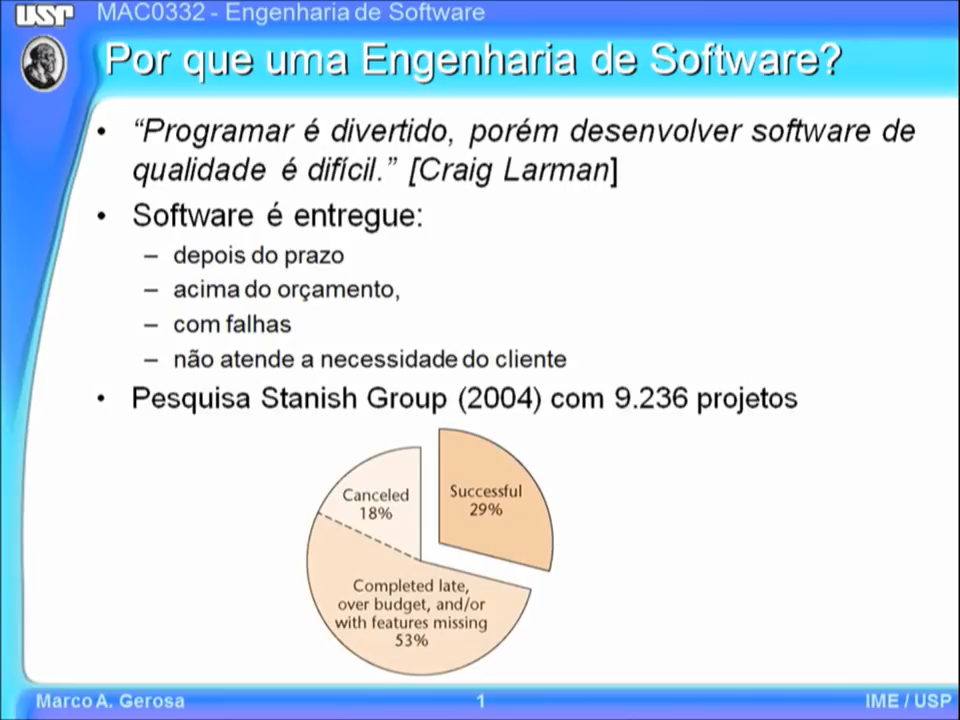 USP MAC0332 - Engenharia de Software
Por que uma Engenharia de Software?
• “Programar é divertido, porém desenvolver software de
qualidade é difícil.” [Craig Larman]
• Software é entregue:
– depois do prazo
– acima do orçamento,
– com falhas
– não atende a necessidade do cliente
• Pesquisa Stanish Group (2004) com 9.236 projetos
Canceled
18%
Successful
29%
Completed late,
over budget, and/or
with features missing
53%
Marco A. Gerosa 1 IME / USP